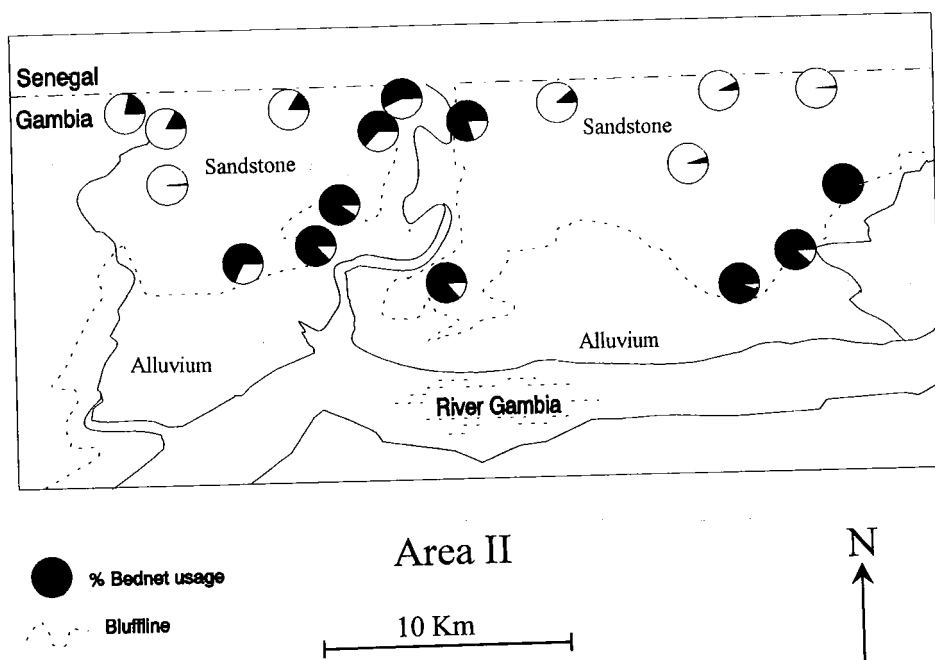 Senegal
Gambia
Sandstone
Sandstone
Alluvium
Alluvium
River Gambia
Area II
N
% Bednet usage
Bluffline
10 Km